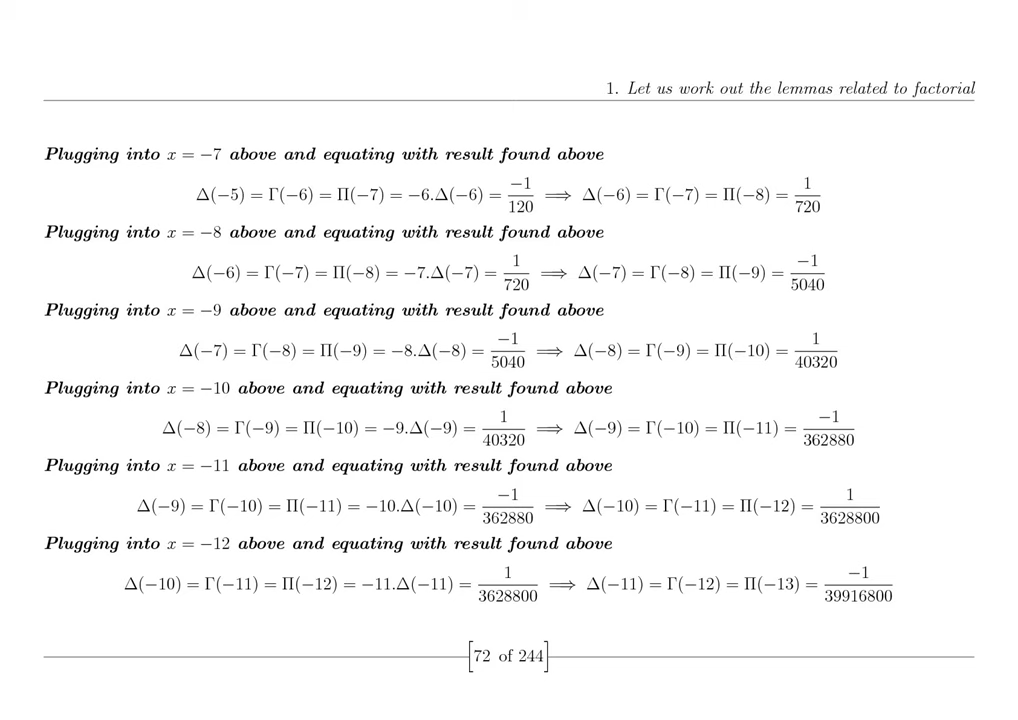 1. Let us work out the lemmas related to factorial
Plugging into x = −7 above and equating with result found above
Δ(−5) = Γ(−6) = Π(−7) = −6.Δ(−6) = −1/120 ⟹ Δ(−6) = Γ(−7) = Π(−8) = 1/720
Plugging into x = −8 above and equating with result found above
Δ(−6) = Γ(−7) = Π(−8) = −7.Δ(−7) = 1/720 ⟹ Δ(−7) = Γ(−8) = Π(−9) = −1/5040
Plugging into x = −9 above and equating with result found above
Δ(−7) = Γ(−8) = Π(−9) = −8.Δ(−8) = −1/5040 ⟹ Δ(−8) = Γ(−9) = Π(−10) = 1/40320
Plugging into x = −10 above and equating with result found above
Δ(−8) = Γ(−9) = Π(−10) = −9.Δ(−9) = 1/40320 ⟹ Δ(−9) = Γ(−10) = Π(−11) = −1/362880
Plugging into x = −11 above and equating with result found above
Δ(−9) = Γ(−10) = Π(−11) = −10.Δ(−10) = −1/362880 ⟹ Δ(−10) = Γ(−11) = Π(−12) = 1/3628800
Plugging into x = −12 above and equating with result found above
Δ(−10) = Γ(−11) = Π(−12) = −11.Δ(−11) = 1/3628800 ⟹ Δ(−11) = Γ(−12) = Π(−13) = −1/39916800
[72 of 244]